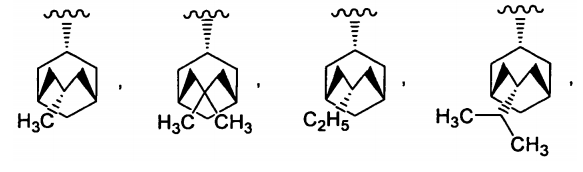 , , , ,
H3C H3C CH3 C2H5 H3C
CH3